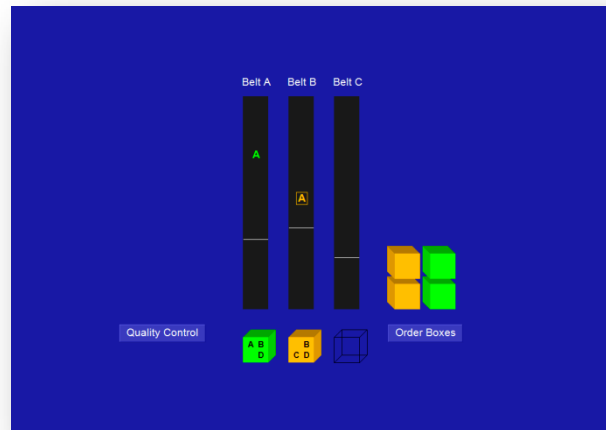 Belt A Belt B Belt C
A
A
Quality Control
A B
D
B
C D
Order Boxes